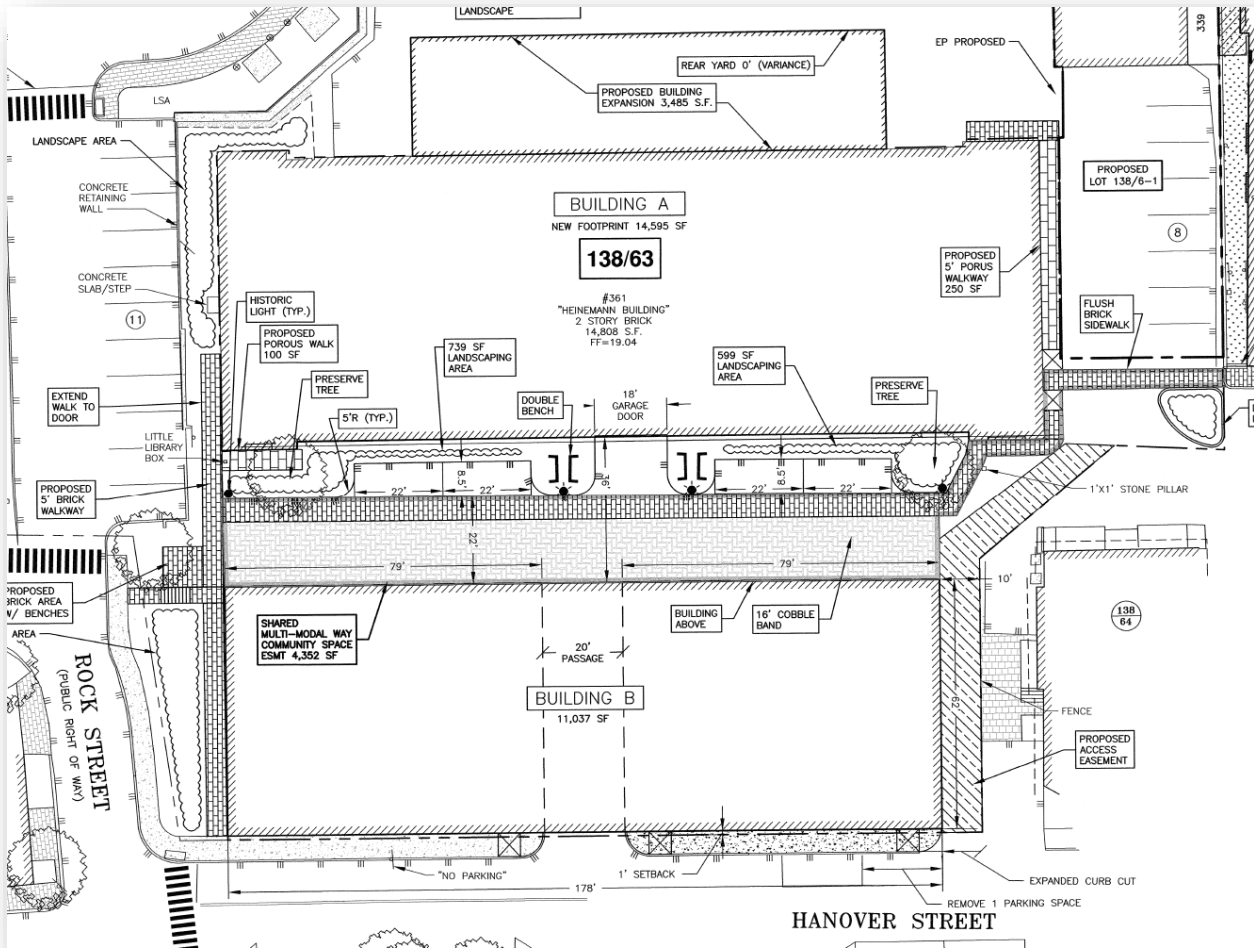 LANDSCAPE
339
EP PROPOSED
REAR YARD 0' (VARIANCE)
PROPOSED BUILDING
EXPANSION 3,485 S.F.
LSA
LANDSCAPE AREA
CONCRETE
RETAINING
WALL
PROPOSED
LOT 138/6-1
8
BUILDING A
NEW FOOTPRINT 14,595 SF
138/63
#361
"HEINEMANN BUILDING"
2 STORY BRICK
14,808 S.F.
FF=19.04
PROPOSED
5' PORUS
WALKWAY
250 SF
CONCRETE
SLAB/STEP
11
HISTORIC
LIGHT (TYP.)
PROPOSED
POROUS WALK
100 SF
FLUSH
BRICK
SIDEWALK
739 SF
LANDSCAPING
AREA
599 SF
LANDSCAPING
AREA
PRESERVE
TREE
PRESERVE
TREE
EXTEND
WALK TO
DOOR
DOUBLE
BENCH
18'
GARAGE
DOOR
5'R (TYP.)
LITTLE
LIBRARY
BOX
PROPOSED
5' BRICK
WALKWAY
8.5'
36'
8.5'
22'
22'
22'
22'
1'X1' STONE PILLAR
22'
79'
79'
10'
PROPOSED
BRICK AREA
W/ BENCHES
AREA
SHARED
MULTI-MODAL WAY
COMMUNITY SPACE
ESMT 4,352 SF
BUILDING
ABOVE
16' COBBLE
BAND
138
64
20'
PASSAGE
BUILDING B
11,037 SF
62'
FENCE
PROPOSED
ACCESS
EASEMENT
ROCK STREET
(PUBLIC RIGHT OF WAY)
"NO PARKING"
1' SETBACK
178'
EXPANDED CURB CUT
REMOVE 1 PARKING SPACE
HANOVER STREET